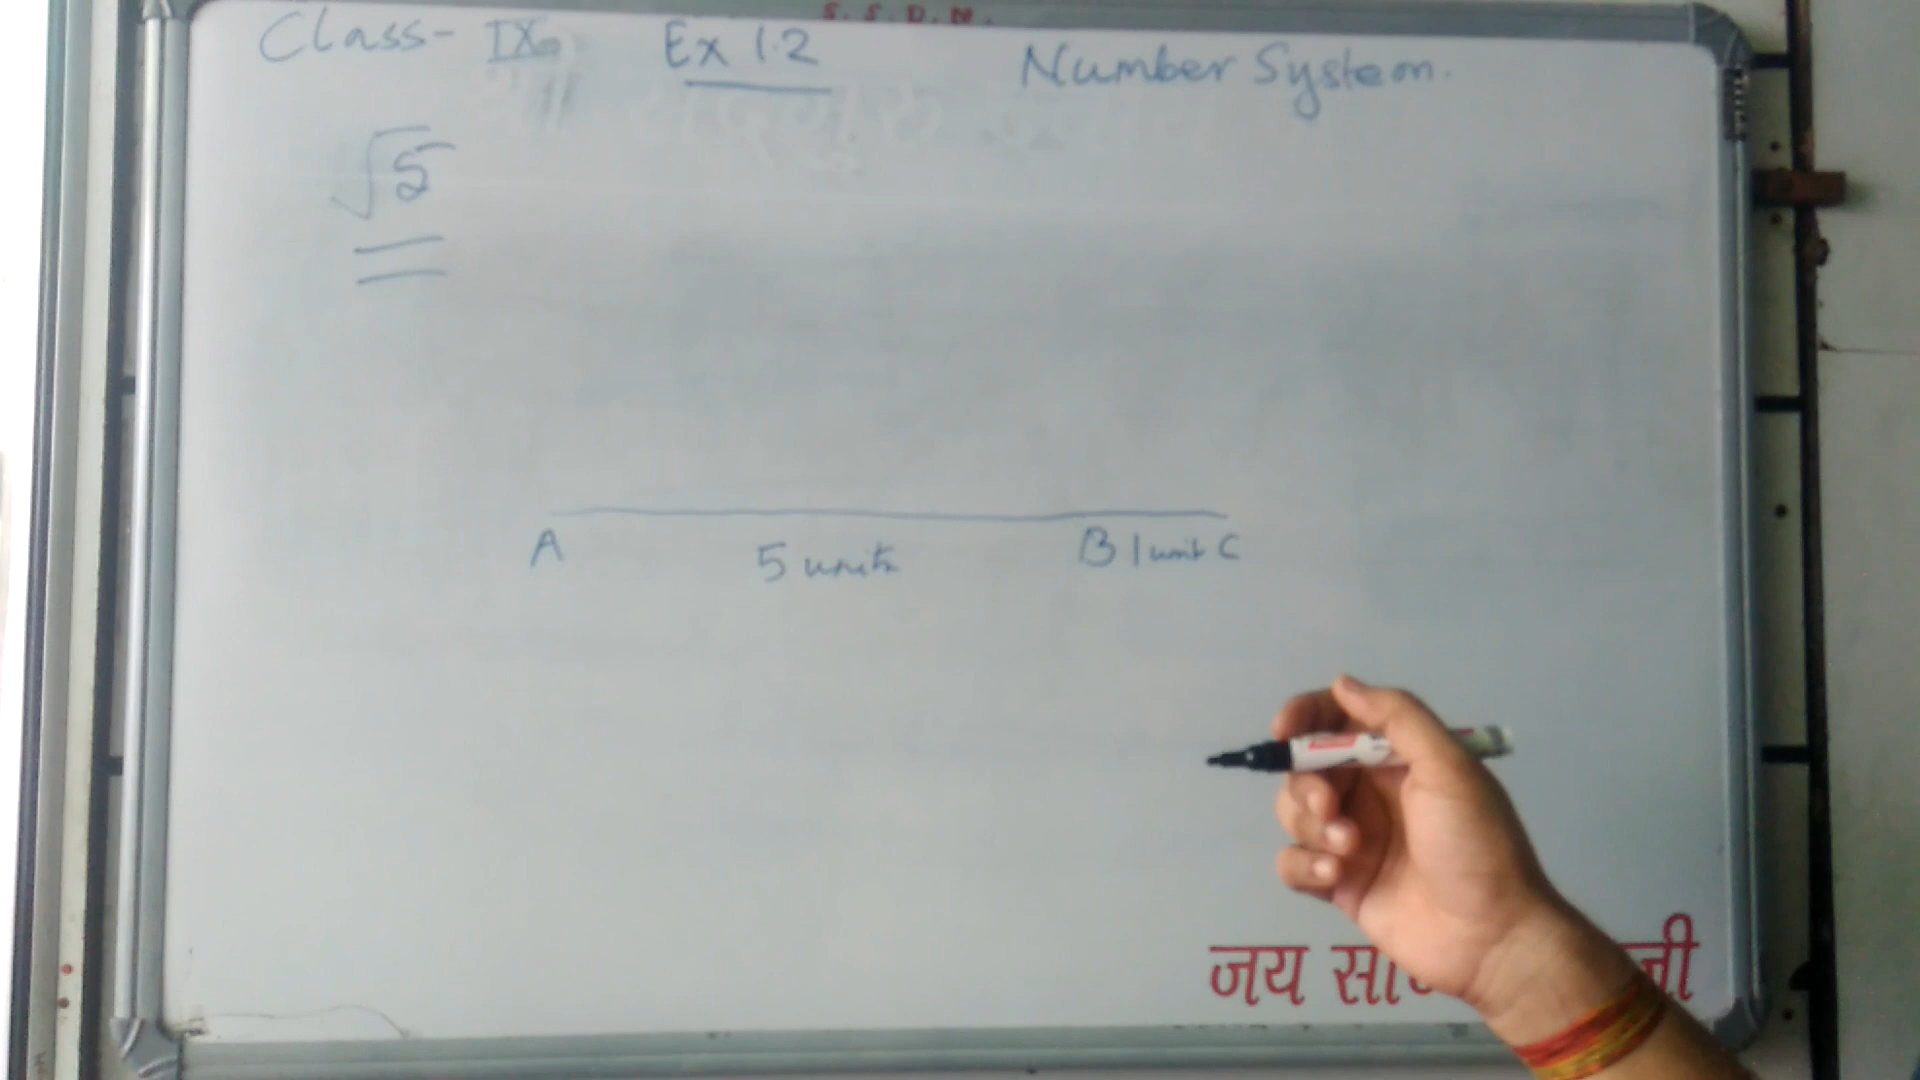 S.S.D.N.
Class- IX Ex 1.2 Number System.
√5
A 5 units B 1 unit C
जय